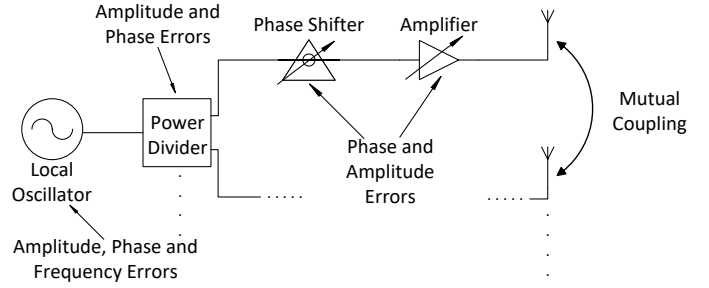 Amplitude and
Phase Errors
Phase Shifter
Amplifier
Mutual
Coupling
Power
Divider
Phase and
Amplitude
Errors
Local
Oscillator
Amplitude, Phase and
Frequency Errors